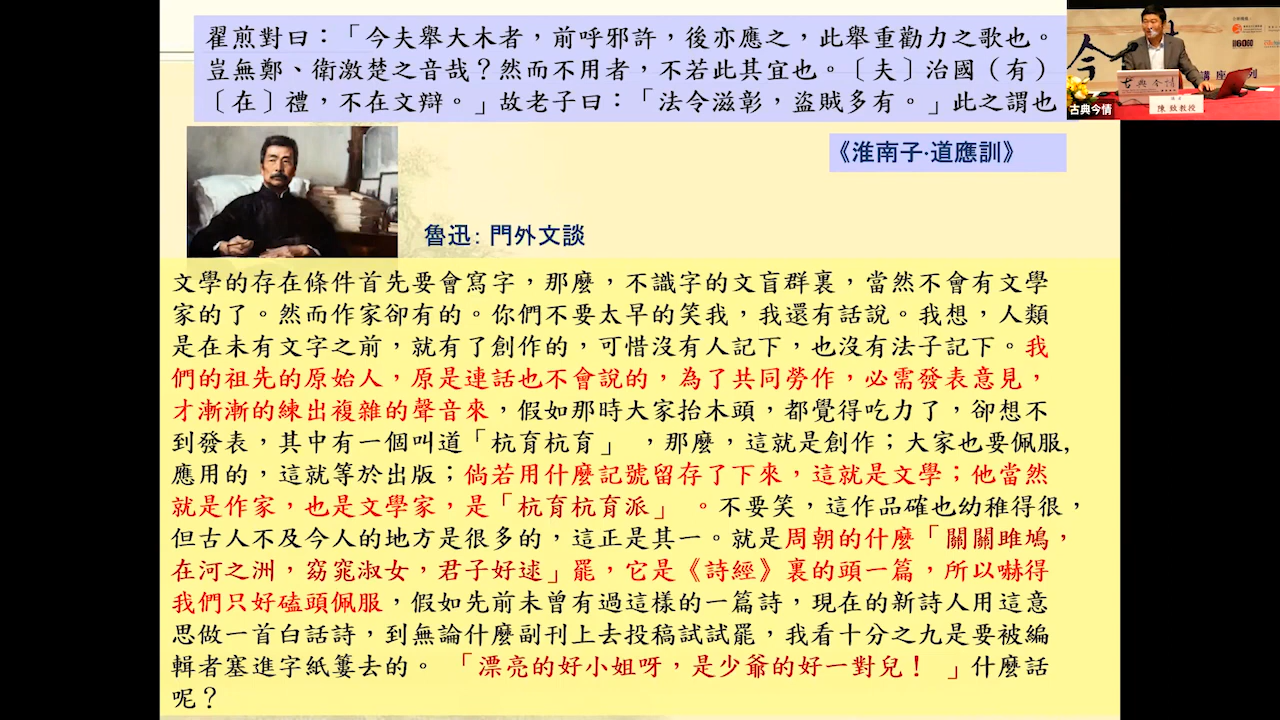 翟煎對曰：「今夫舉大木者，前呼邪許，後亦應之，此舉重勸力之歌也。
豈無鄭、衛激楚之音哉？然而不用者，不若此其宜也。〔夫〕治國（有）
〔在〕禮，不在文辯。」故老子曰：「法令滋彰，盜賊多有。」此之謂也
《淮南子·道應訓》
魯迅：門外文談
文學的存在條件首先要會寫字，那麼，不識字的文盲群裏，當然不會有文學
家的了。然而作家卻有的。你們不要太早的笑我，我還有話說。我想，人類
是在未有文字之前，就有了創作的，可惜沒有人記下，也沒有法子記下。我
們的祖先的原始人，原是連話也不會說的，為了共同勞作，必需發表意見，
才漸漸的練出複雜的聲音來，假如那時大家抬木頭，都覺得吃力了，卻想不
到發表，其中有一個叫道「杭育杭育」，那麼，這就是創作；大家也要佩服，
應用的，這就等於出版；倘若用什麼記號留存了下來，這就是文學；他當然
就是作家，也是文學家，是「杭育杭育派」。不要笑，這作品確也幼稚得很，
但古人不及今人的地方是很多的，這正是其一。就是周朝的什麼「關關雎鳩，
在河之洲，窈窕淑女，君子好逑」罷，它是《詩經》裏的頭一篇，所以嚇得
我們只好磕頭佩服，假如先前未曾有過這樣的一篇詩，現在的新詩人用這意
思做一首白話詩，到無論什麼副刊上去投稿試試罷，我看十分之九是要被編
輯者塞進字紙簍去的。「漂亮的好小姐呀，是少爺的好一對兒！」什麼話
呢？
今
講座
列
古典今情
陳致教授
古典今情